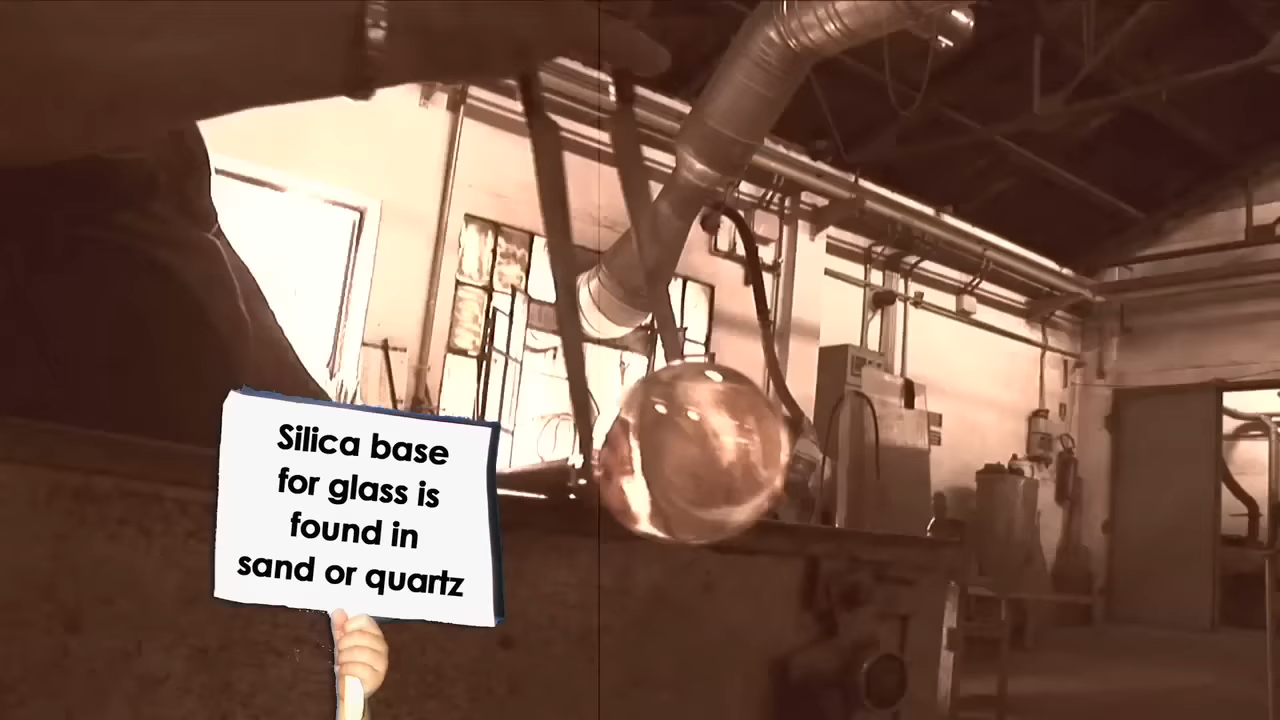 Silica base
for glass is
found in
sand or quartz